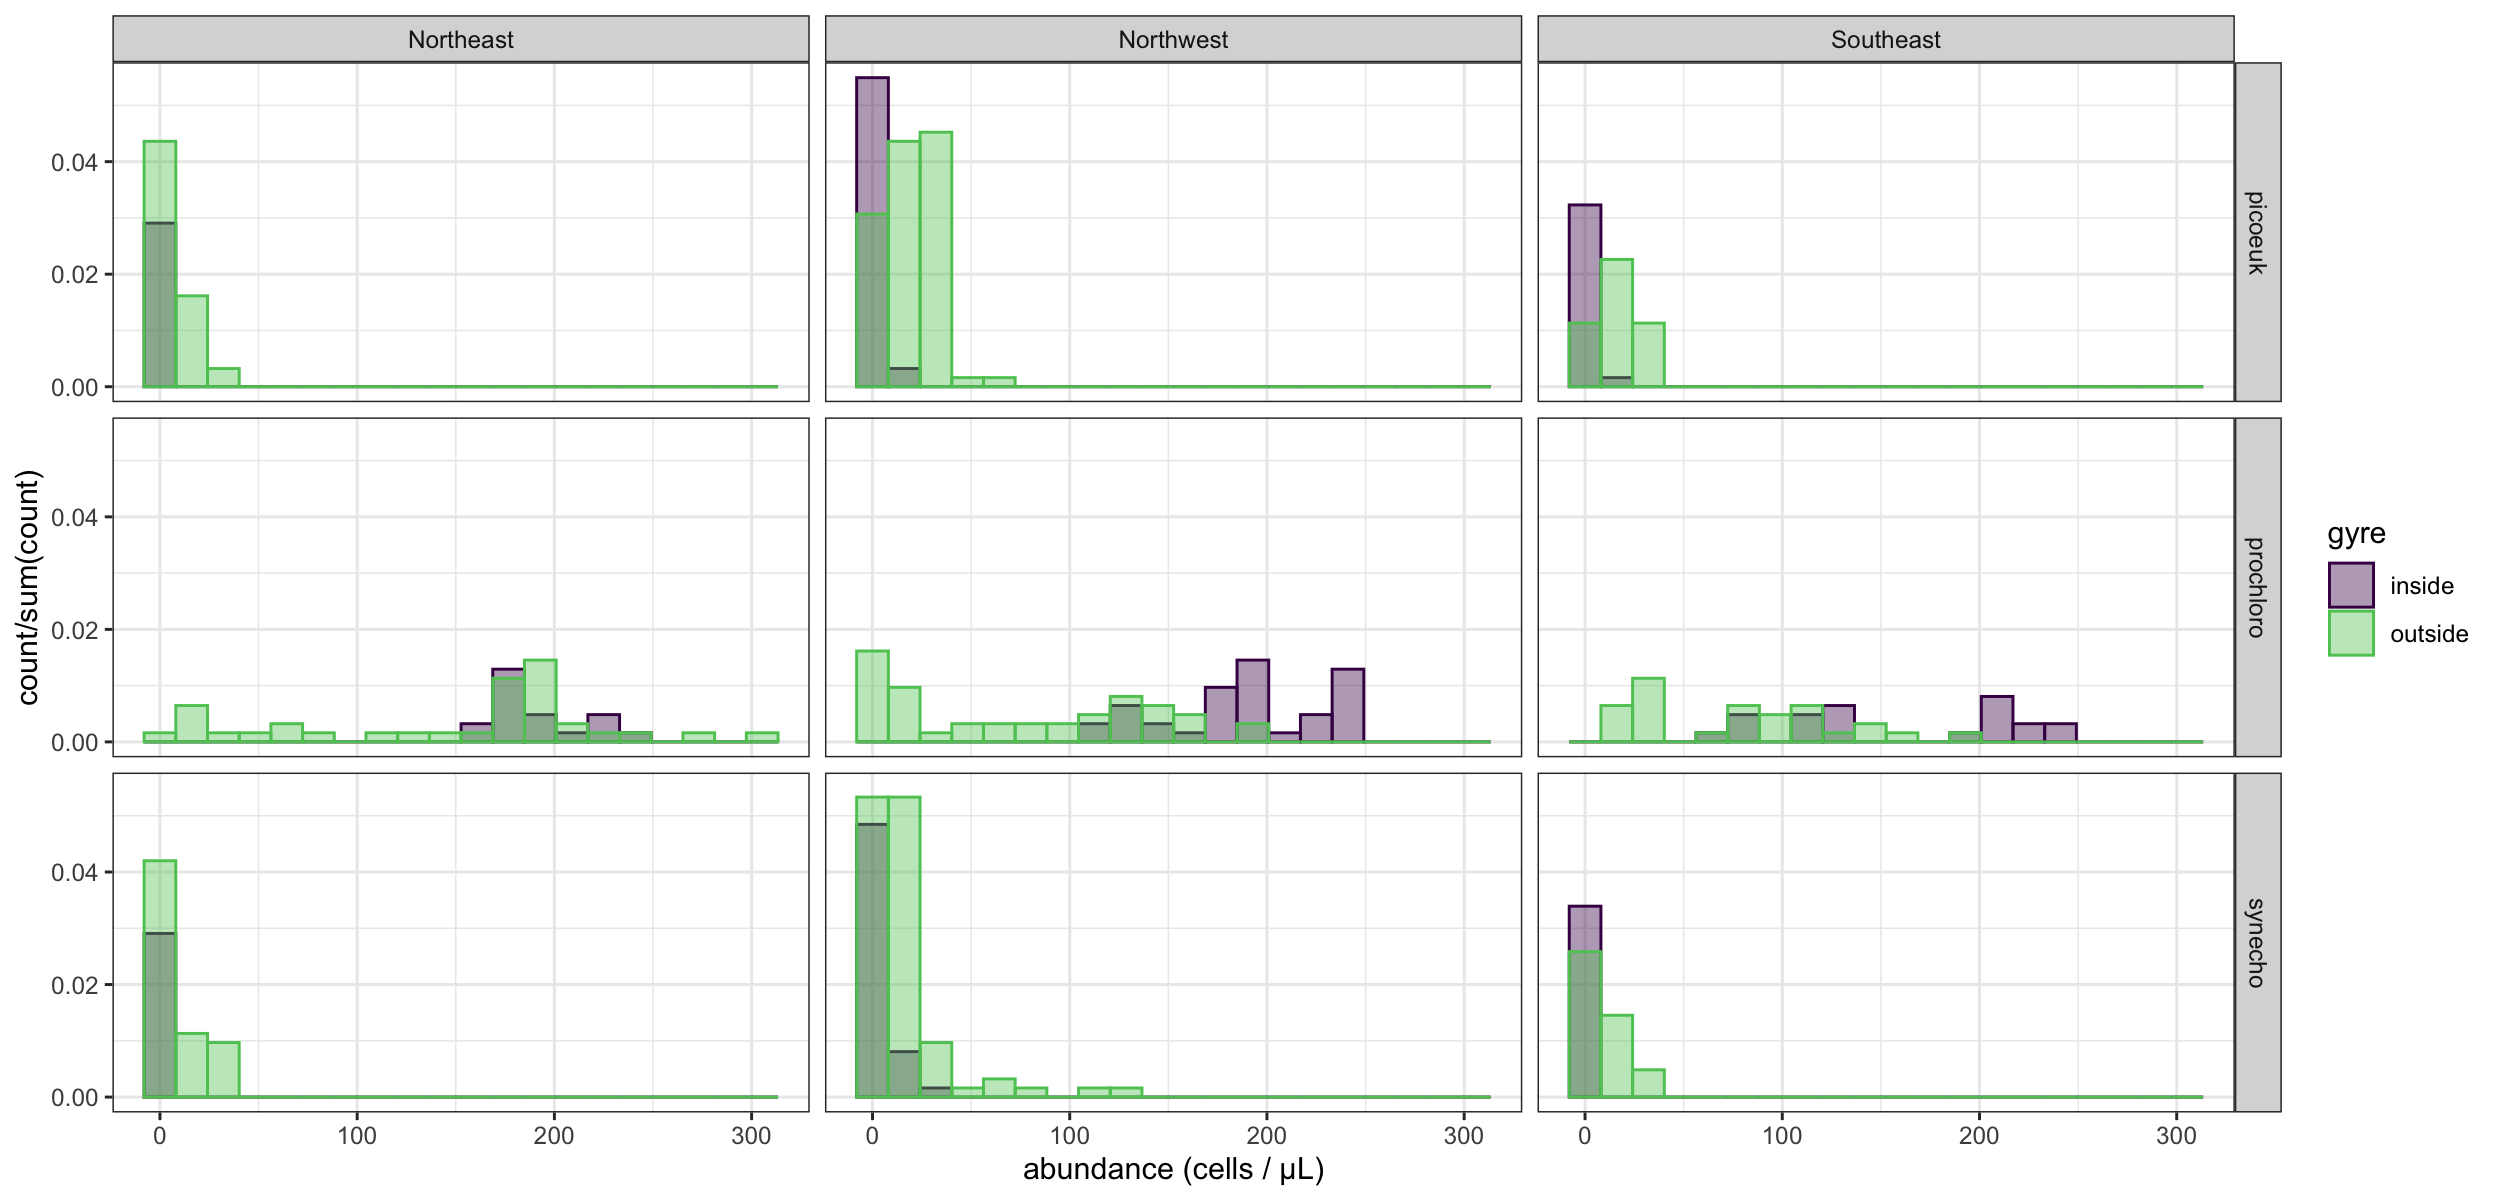 Northeast Northwest Southeast
0.04
0.02
0.00
picoeuk
0.04
0.02
0.00
prochloro
0.04
0.02
0.00
synecho
0 100 200 300 0 100 200 300 0 100 200 300
abundance (cells / µL)
count/sum(count)
gyre
inside
outside